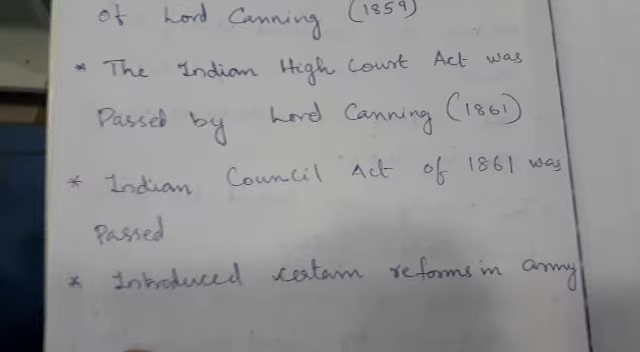 of Lord Canning (1859)
* The Indian High Court Act was
Passed by Lord Canning (1861)
* Indian Council Act of 1861 was
Passed
* Introduced certain reforms in army